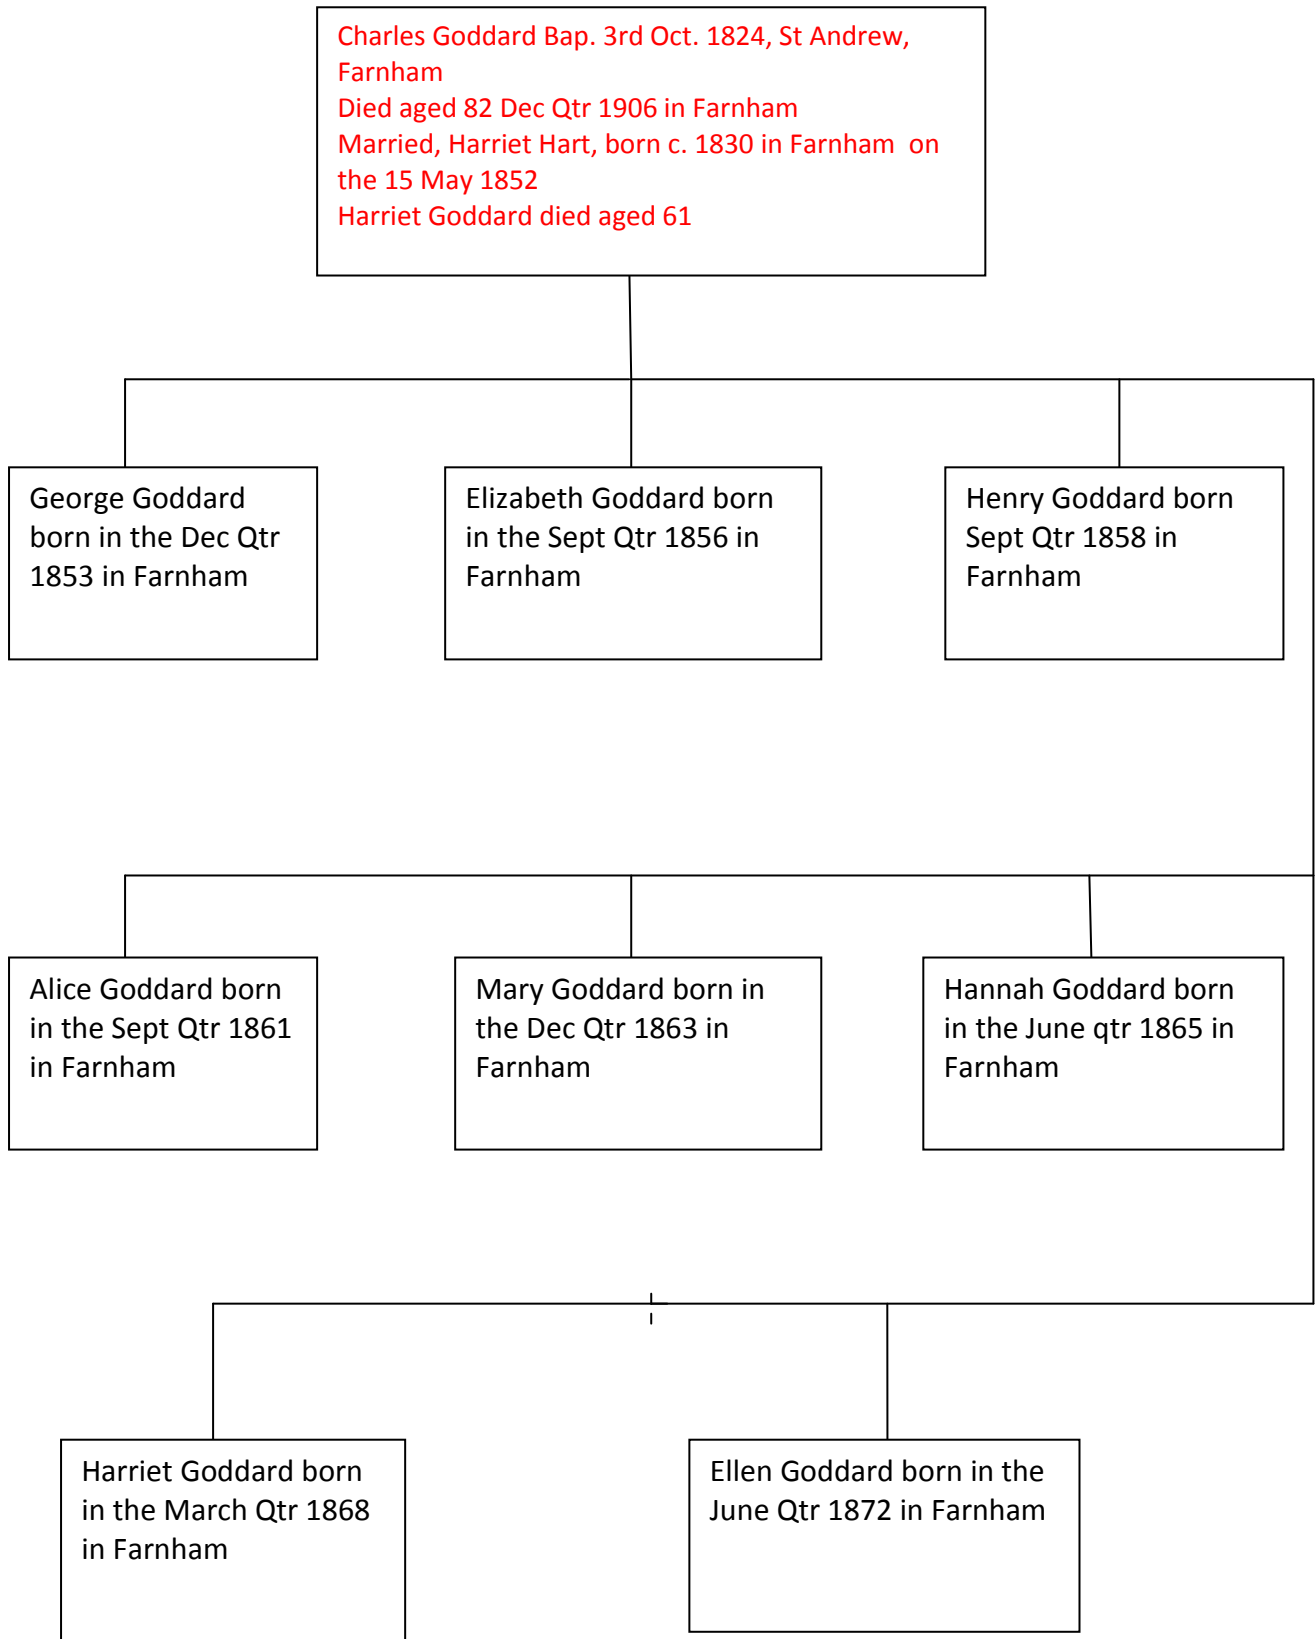 Charles Goddard Bap. 3rd Oct. 1824, St Andrew,
Farnham
Died aged 82 Dec Qtr 1906 in Farnham
Married, Harriet Hart, born c. 1830 in Farnham  on
the 15 May 1852
Harriet Goddard died aged 61
George Goddard
born in the Dec Qtr
1853 in Farnham
Elizabeth Goddard born
in the Sept Qtr 1856 in
Farnham
Henry Goddard born
Sept Qtr 1858 in
Farnham
Alice Goddard born
in the Sept Qtr 1861
in Farnham
Mary Goddard born in
the Dec Qtr 1863 in
Farnham
Hannah Goddard born
in the June qtr 1865 in
Farnham
Harriet Goddard born
in the March Qtr 1868
in Farnham
Ellen Goddard born in the
June Qtr 1872 in Farnham